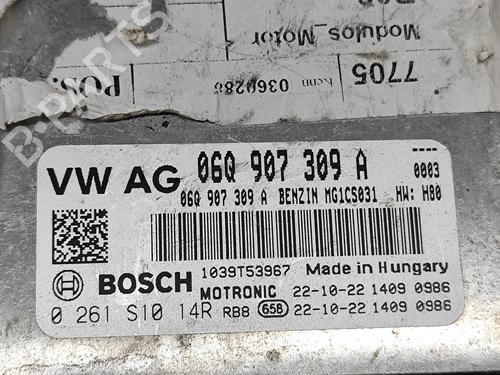 Modulos_Motor
7705
Kenn 0360288
POS:
B-PARTS
VW AG 06Q 907 309 A 0003
06Q 907 309 A BENZIN MG1CS031 HW: H80
BOSCH 1039T53967 Made in Hungary
MOTRONIC 22-10-22 1409 0986
0 261 S10 14R RB8 658 22-10-22 1409 0986